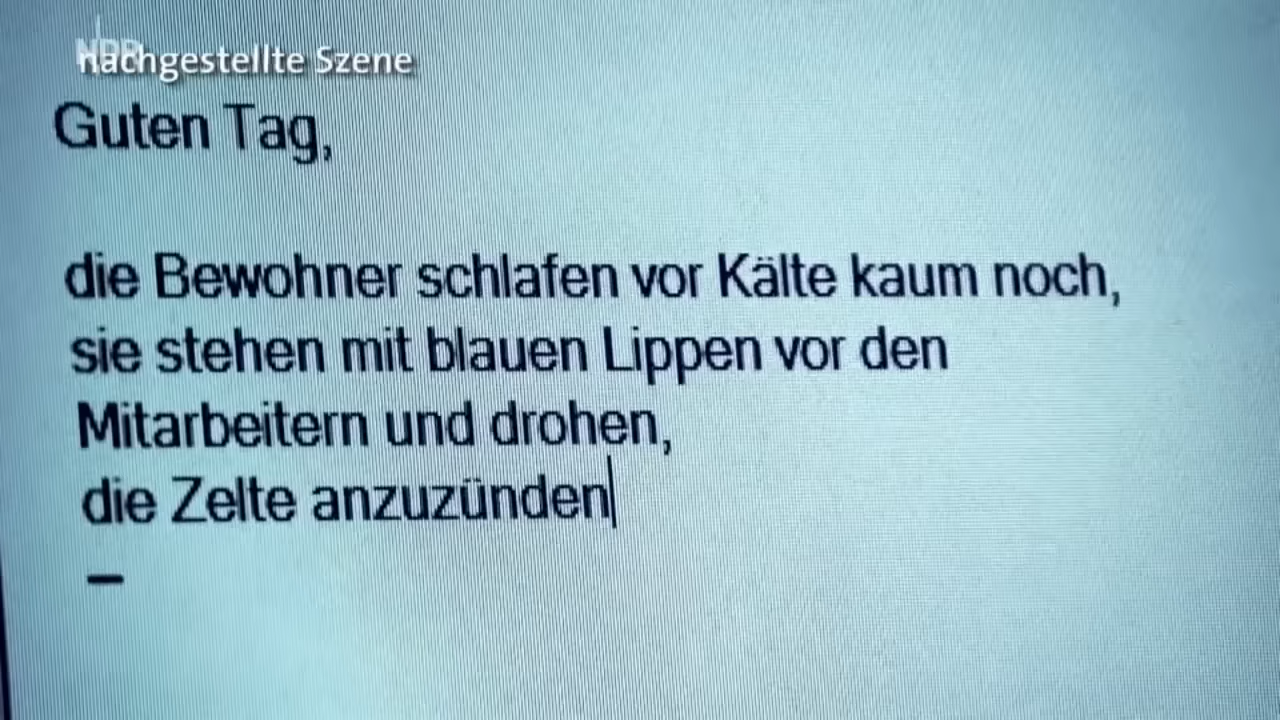 NDR
nachgestellte Szene
Guten Tag,
die Bewohner schlafen vor Kälte kaum noch,
sie stehen mit blauen Lippen vor den
Mitarbeitern und drohen,
die Zelte anzuzünden
–